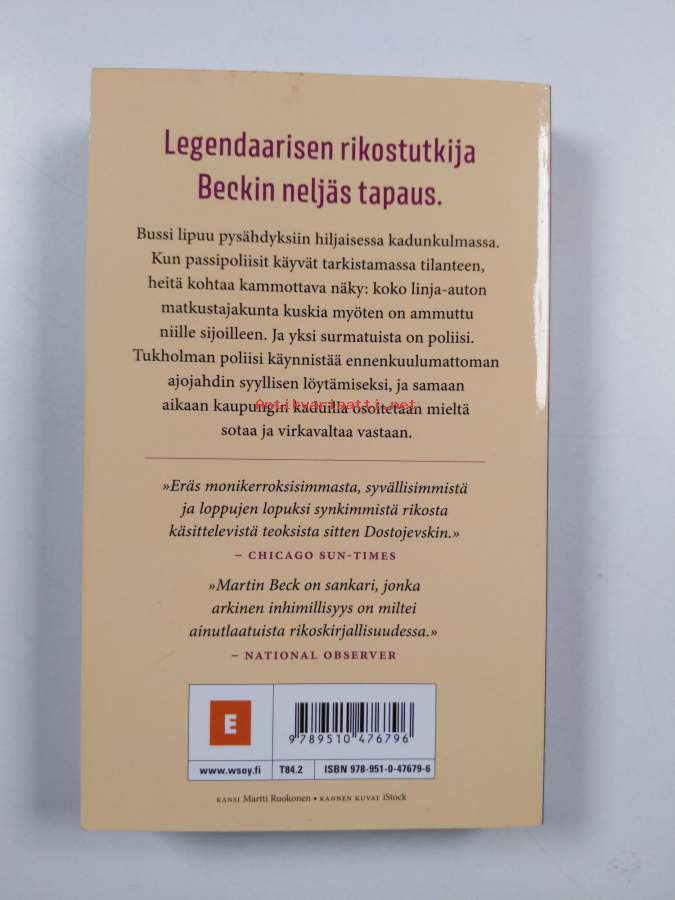 Legendaarisen rikostutkija
Beckin neljäs tapaus.
Bussi lipuu pysähdyksiin hiljaisessa kadunkulmassa.
Kun passipoliisit käyvät tarkistamassa tilanteen,
heitä kohtaa kammottava näky: koko linja-auton
matkustajakunta kuskia myöten on ammuttu
niille sijoilleen. Ja yksi surmatuista on poliisi.
Tukholman poliisi käynnistää ennenkuulumattoman
ajojahdin syyllisen löytämiseksi, ja samaan
aikaan kaupungin kaduilla osoitetaan mieltä
Antikvariaatti.net
sotaa ja virkavaltaa vastaan.
»Eräs monikerroksisimmasta, syvällisimmistä
ja loppujen lopuksi synkimmistä rikosta
käsittelevistä teoksista sitten Dostojevskin.»
– CHICAGO SUN-TIMES
»Martin Beck on sankari, jonka
arkinen inhimillisyys on miltei
ainutlaatuista rikoskirjallisuudessa.»
– NATIONAL OBSERVER
E
9 789510 476796
www.wsoy.fi T84.2 ISBN 978-951-0-47679-6
KANSI Martti Ruokonen • KANNEN KUVAT iStock